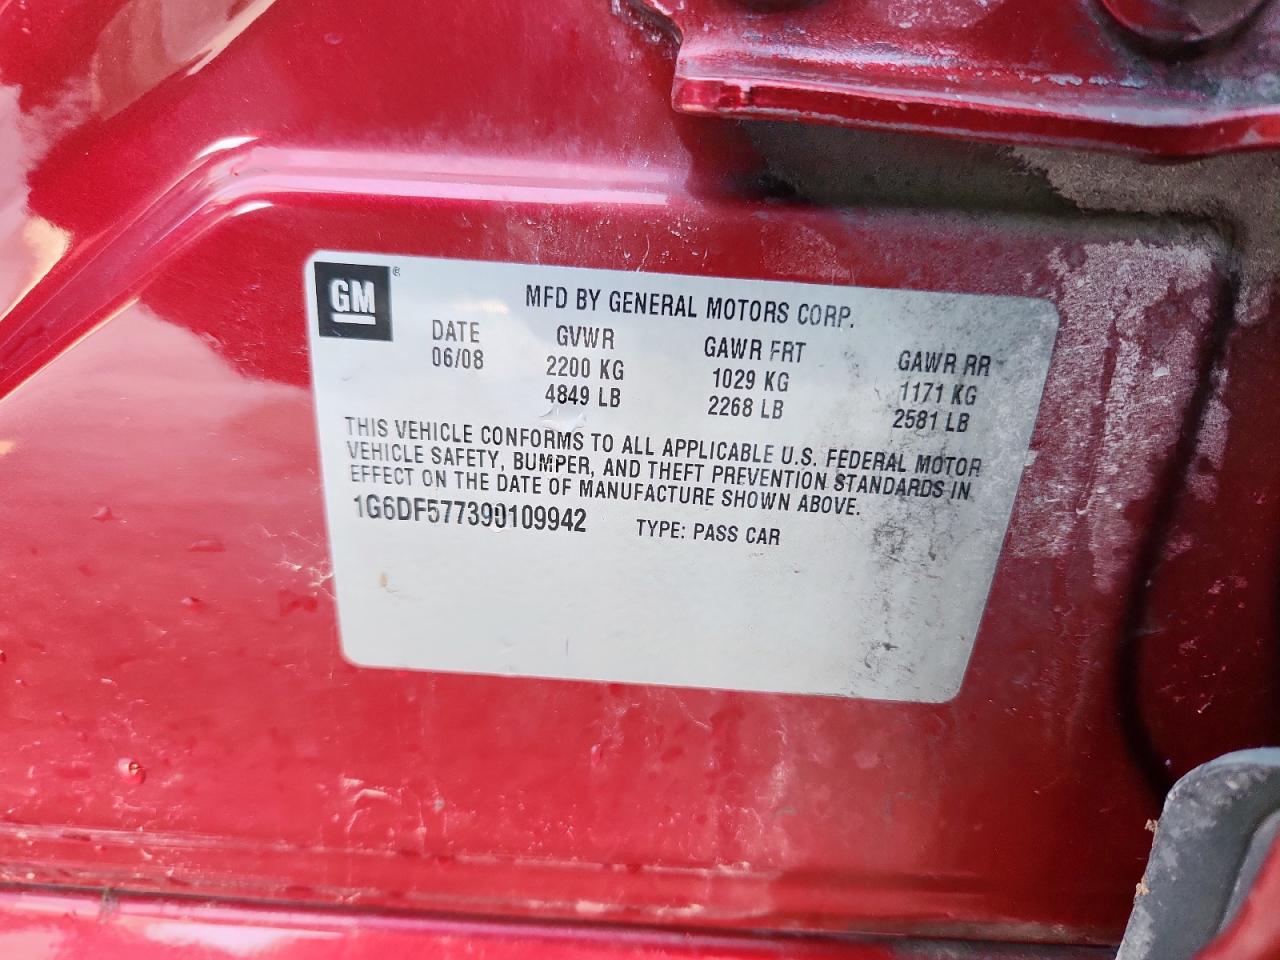 GM ®
MFD BY GENERAL MOTORS CORP.
DATE GVWR GAWR FRT GAWR RR
06/08 2200 KG 1029 KG 1171 KG
4849 LB 2268 LB 2581 LB
THIS VEHICLE CONFORMS TO ALL APPLICABLE U.S. FEDERAL MOTOR
VEHICLE SAFETY, BUMPER, AND THEFT PREVENTION STANDARDS IN
EFFECT ON THE DATE OF MANUFACTURE SHOWN ABOVE.
1G6DF577390109942 TYPE: PASS CAR